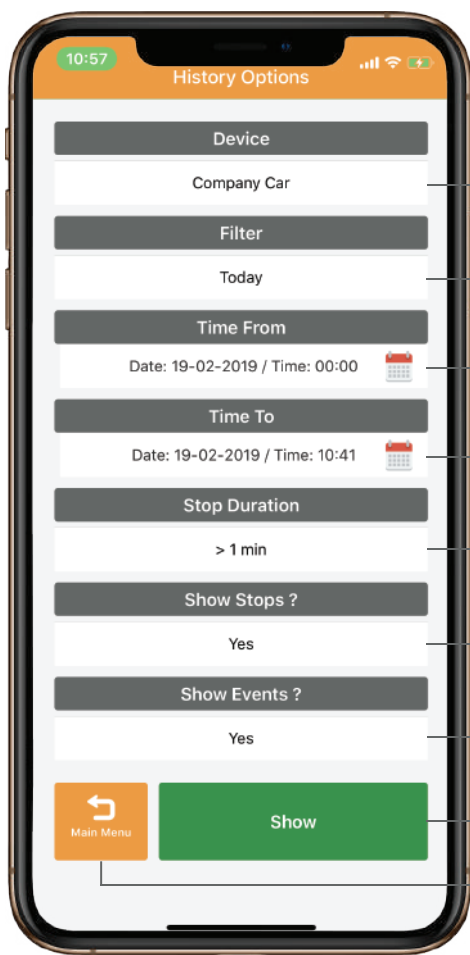 10:57
History Options
Device
Company Car
Filter
Today
Time From
Date: 19-02-2019 / Time: 00:00
Time To
Date: 19-02-2019 / Time: 10:41
Stop Duration
> 1 min
Show Stops ?
Yes
Show Events ?
Yes
Main Menu
Show